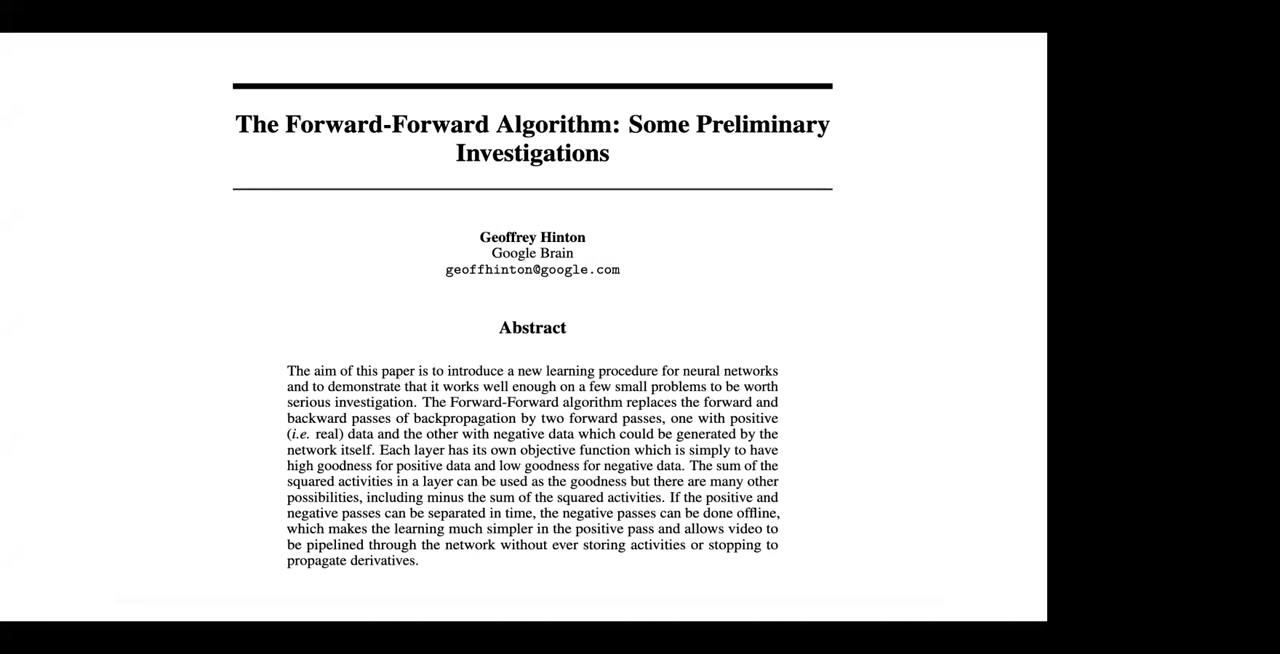 The Forward-Forward Algorithm: Some Preliminary
Investigations
Geoffrey Hinton
Google Brain
geoffhinton@google.com
Abstract
The aim of this paper is to introduce a new learning procedure for neural networks
and to demonstrate that it works well enough on a few small problems to be worth
serious investigation. The Forward-Forward algorithm replaces the forward and
backward passes of backpropagation by two forward passes, one with positive
(i.e. real) data and the other with negative data which could be generated by the
network itself. Each layer has its own objective function which is simply to have
high goodness for positive data and low goodness for negative data. The sum of the
squared activities in a layer can be used as the goodness but there are many other
possibilities, including minus the sum of the squared activities. If the positive and
negative passes can be separated in time, the negative passes can be done offline,
which makes the learning much simpler in the positive pass and allows video to
be pipelined through the network without ever storing activities or stopping to
propagate derivatives.